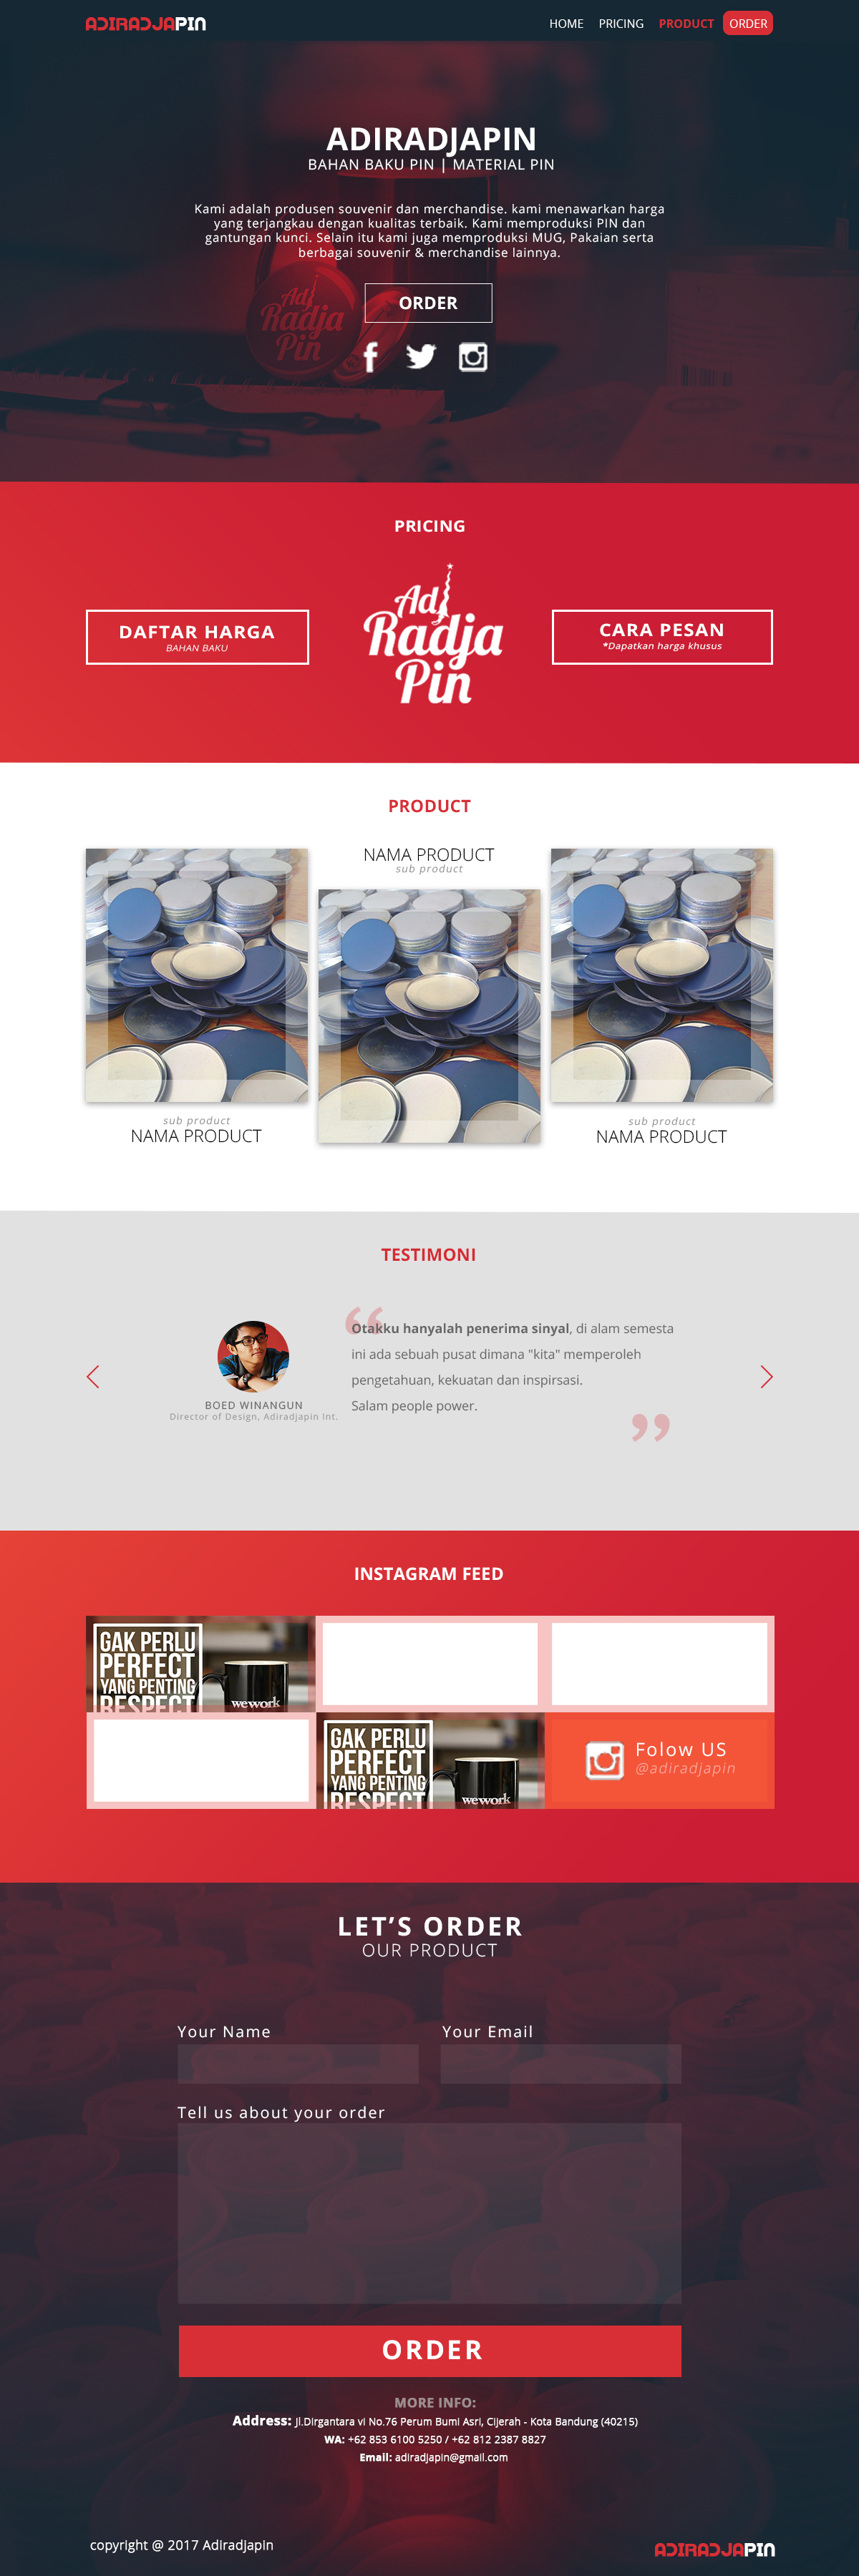 ADIRADJAPIN
HOME PRICING PRODUCT ORDER
ADIRADJAPIN
BAHAN BAKU PIN | MATERIAL PIN
Kami adalah produsen souvenir dan merchandise. kami menawarkan harga
yang terjangkau dengan kualitas terbaik. Kami memproduksi PIN dan
gantungan kunci. Selain itu kami juga memproduksi MUG, Pakaian serta
berbagai souvenir & merchandise lainnya.
Adi
Radja
Pin
ORDER
PRICING
DAFTAR HARGA
BAHAN BAKU
Adi
Radja
Pin
CARA PESAN
*Dapatkan harga khusus
PRODUCT
NAMA PRODUCT
sub product
sub product
NAMA PRODUCT
sub product
NAMA PRODUCT
TESTIMONI
“
Otakku hanyalah penerima sinyal, di alam semesta
ini ada sebuah pusat dimana "kita" memperoleh
pengetahuan, kekuatan dan inspirsasi.
Salam people power.
”
BOED WINANGUN
Director of Design, Adiradjapin Int.
INSTAGRAM FEED
GAK PERLU
PERFECT
YANG PENTING
RESPECT
wework
GAK PERLU
PERFECT
YANG PENTING
RESPECT
wework
Folow US
@adiradjapin
LET’S ORDER
OUR PRODUCT
Your Name
Your Email
Tell us about your order
ORDER
MORE INFO:
Address: Jl.Dirgantara vi No.76 Perum Bumi Asri, Cijerah - Kota Bandung (40215)
WA: +62 853 6100 5250 / +62 812 2387 8827
Email: adiradjapin@gmail.com
copyright @ 2017 Adiradjapin
ADIRADJAPIN